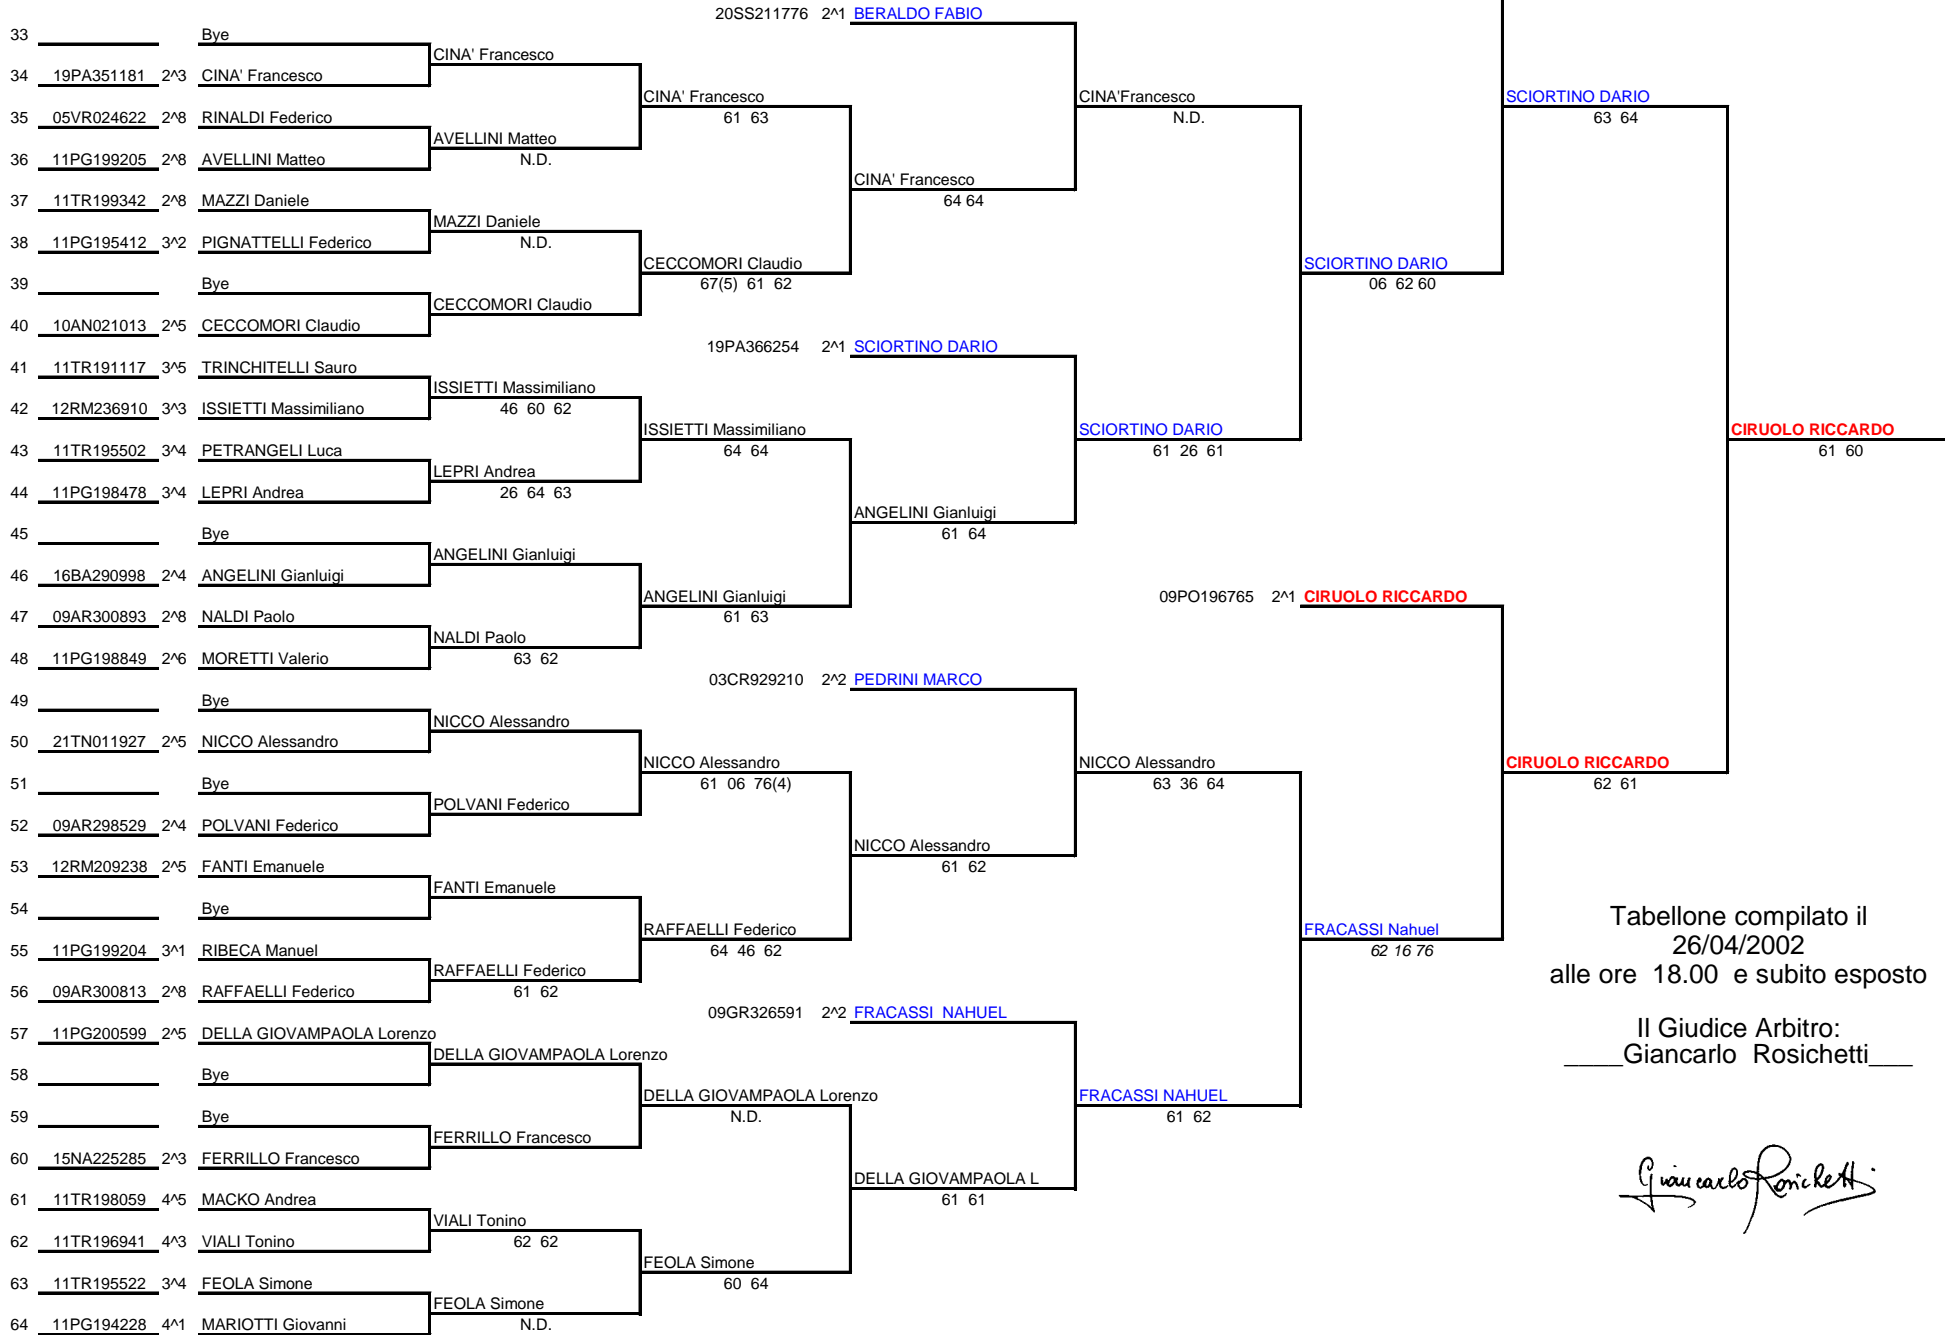 20SS211776 2^1 BERALDO FABIO
33 Bye
CINA' Francesco
34 19PA351181 2^3 CINA' Francesco
CINA' Francesco
61 63
CINA'Francesco
N.D.
SCIORTINO DARIO
63 64
35 05VR024622 2^8 RINALDI Federico
AVELLINI Matteo
N.D.
36 11PG199205 2^8 AVELLINI Matteo
CINA' Francesco
64 64
37 11TR199342 2^8 MAZZI Daniele
MAZZI Daniele
N.D.
38 11PG195412 3^2 PIGNATTELLI Federico
CECCOMORI Claudio
67(5) 61 62
SCIORTINO DARIO
06 62 60
39 Bye
CECCOMORI Claudio
40 10AN021013 2^5 CECCOMORI Claudio
19PA366254 2^1 SCIORTINO DARIO
41 11TR191117 3^5 TRINCHITELLI Sauro
ISSIETTI Massimiliano
46 60 62
42 12RM236910 3^3 ISSIETTI Massimiliano
ISSIETTI Massimiliano
64 64
SCIORTINO DARIO
61 26 61
CIRUOLO RICCARDO
61 60
43 11TR195502 3^4 PETRANGELI Luca
LEPRI Andrea
26 64 63
44 11PG198478 3^4 LEPRI Andrea
ANGELINI Gianluigi
61 64
45 Bye
ANGELINI Gianluigi
46 16BA290998 2^4 ANGELINI Gianluigi
ANGELINI Gianluigi
61 63
09PO196765 2^1 CIRUOLO RICCARDO
47 09AR300893 2^8 NALDI Paolo
NALDI Paolo
63 62
48 11PG198849 2^6 MORETTI Valerio
03CR929210 2^2 PEDRINI MARCO
49 Bye
NICCO Alessandro
50 21TN011927 2^5 NICCO Alessandro
NICCO Alessandro
61 06 76(4)
NICCO Alessandro
63 36 64
CIRUOLO RICCARDO
62 61
51 Bye
POLVANI Federico
52 09AR298529 2^4 POLVANI Federico
NICCO Alessandro
61 62
53 12RM209238 2^5 FANTI Emanuele
FANTI Emanuele
54 Bye
RAFFAELLI Federico
64 46 62
FRACASSI Nahuel
62 16 76
55 11PG199204 3^1 RIBECA Manuel
RAFFAELLI Federico
61 62
56 09AR300813 2^8 RAFFAELLI Federico
09GR326591 2^2 FRACASSI NAHUEL
57 11PG200599 2^5 DELLA GIOVAMPAOLA Lorenzo
DELLA GIOVAMPAOLA Lorenzo
58 Bye
DELLA GIOVAMPAOLA Lorenzo
N.D.
FRACASSI NAHUEL
61 62
59 Bye
FERRILLO Francesco
60 15NA225285 2^3 FERRILLO Francesco
DELLA GIOVAMPAOLA L
61 61
61 11TR198059 4^5 MACKO Andrea
VIALI Tonino
62 62
62 11TR196941 4^3 VIALI Tonino
FEOLA Simone
60 64
63 11TR195522 3^4 FEOLA Simone
FEOLA Simone
N.D.
64 11PG194228 4^1 MARIOTTI Giovanni
Tabellone compilato il
26/04/2002
alle ore 18.00 e subito esposto
Il Giudice Arbitro:
____Giancarlo Rosichetti___
Giancarlo Rosichetti